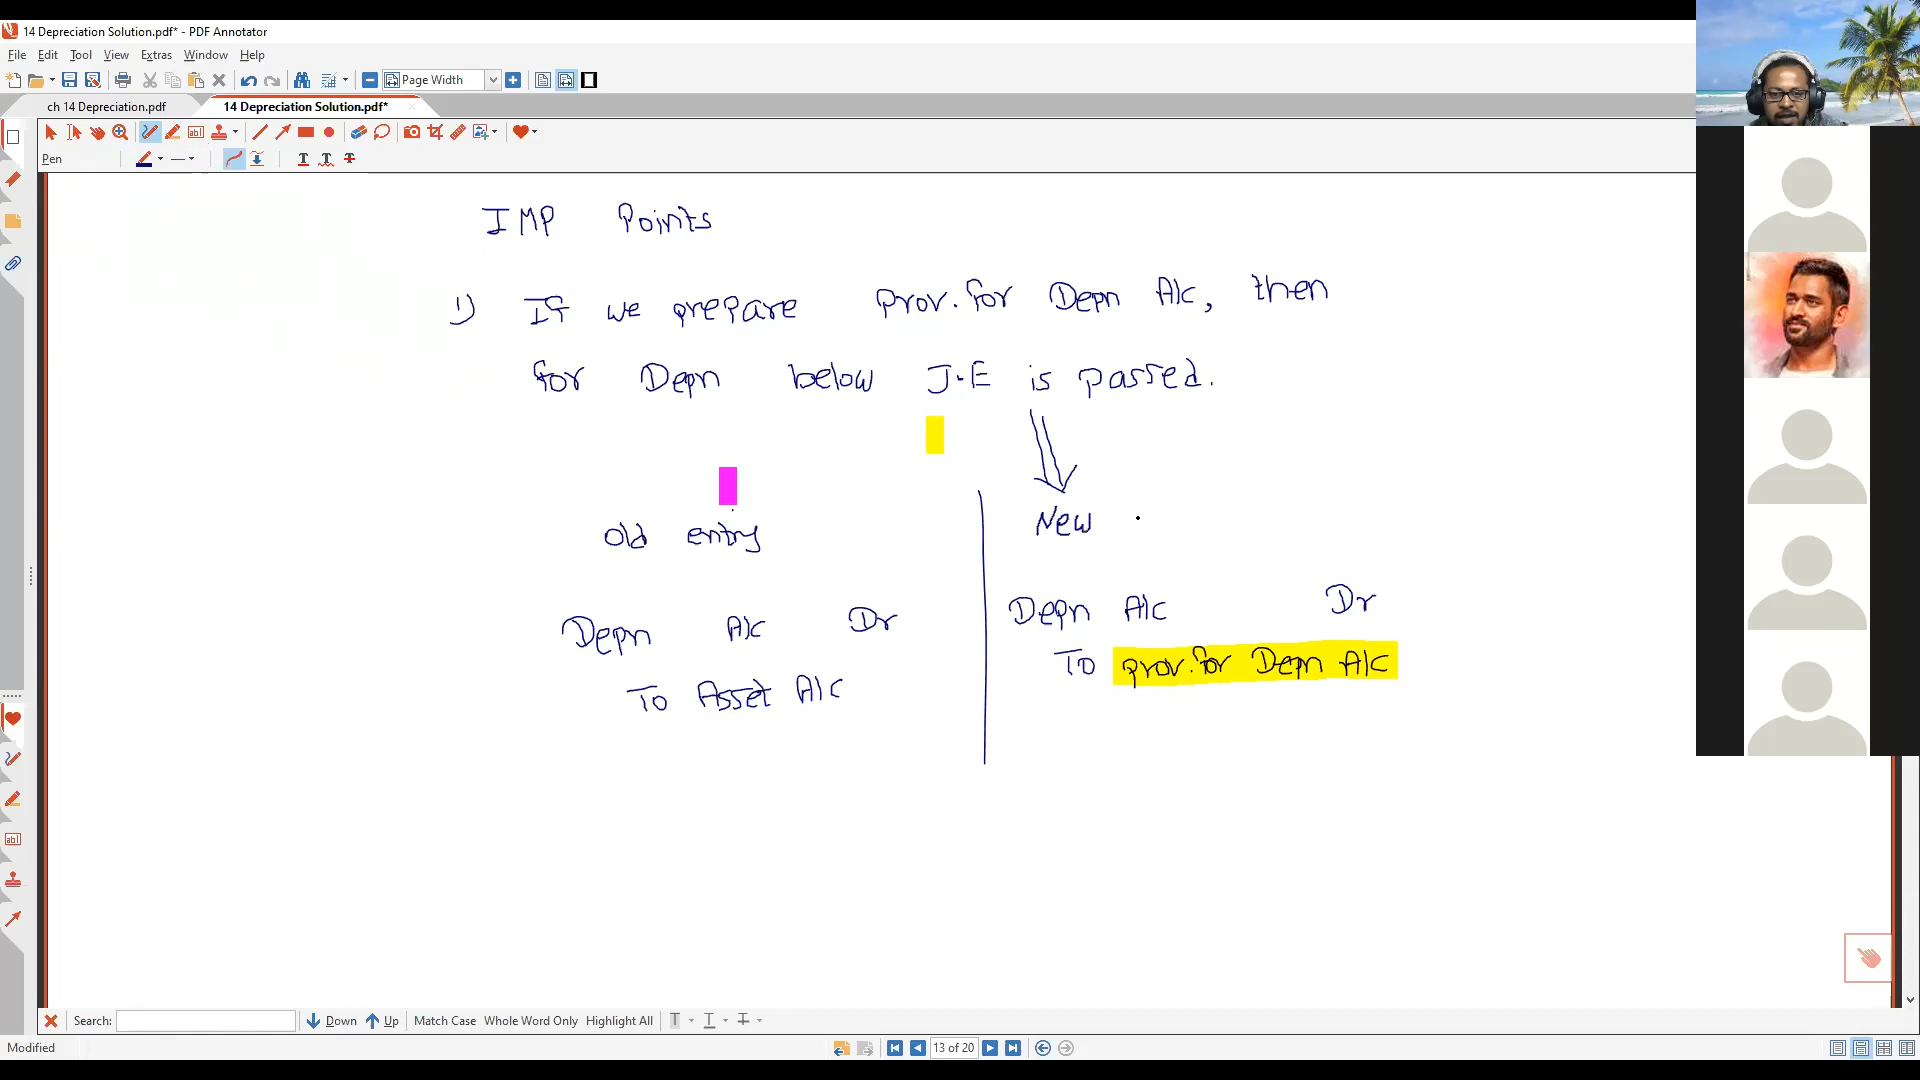 14 Depreciation Solution.pdf* - PDF Annotator
File Edit Tool View Extras Window Help
Page Width
ch 14 Depreciation.pdf
14 Depreciation Solution.pdf*
Pen
IMP Points
1) If we prepare prov. for Depn A/c, then
for Depn below J.E is passed.
Old entry
New
Depn A/c Dr
To Asset A/c
Depn A/c Dr
To prov. for Depn A/c
Search: Down Up Match Case Whole Word Only Highlight All
Modified
13 of 20